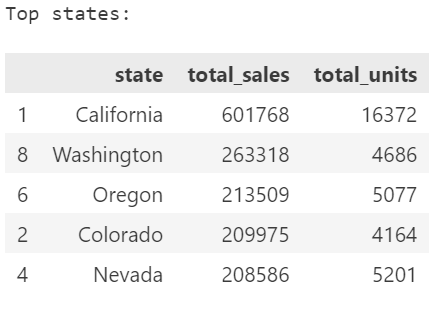 Top states:
state total_sales total_units
1 California 601768 16372
8 Washington 263318 4686
6 Oregon 213509 5077
2 Colorado 209975 4164
4 Nevada 208586 5201